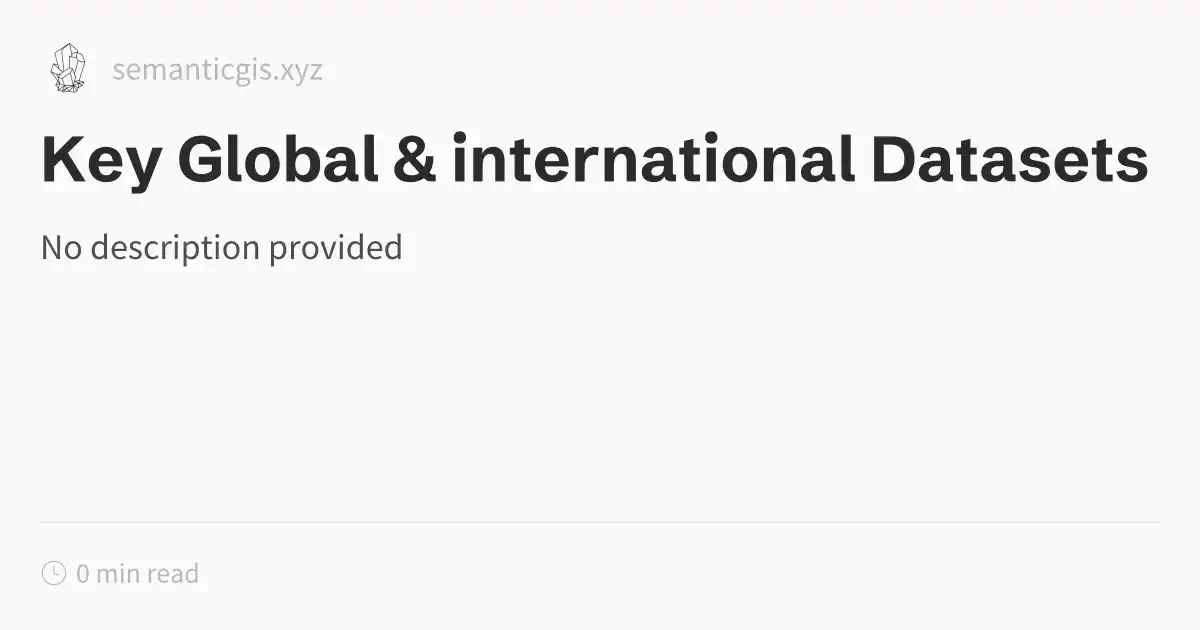 semanticgis.xyz
Key Global & international Datasets
No description provided
0 min read